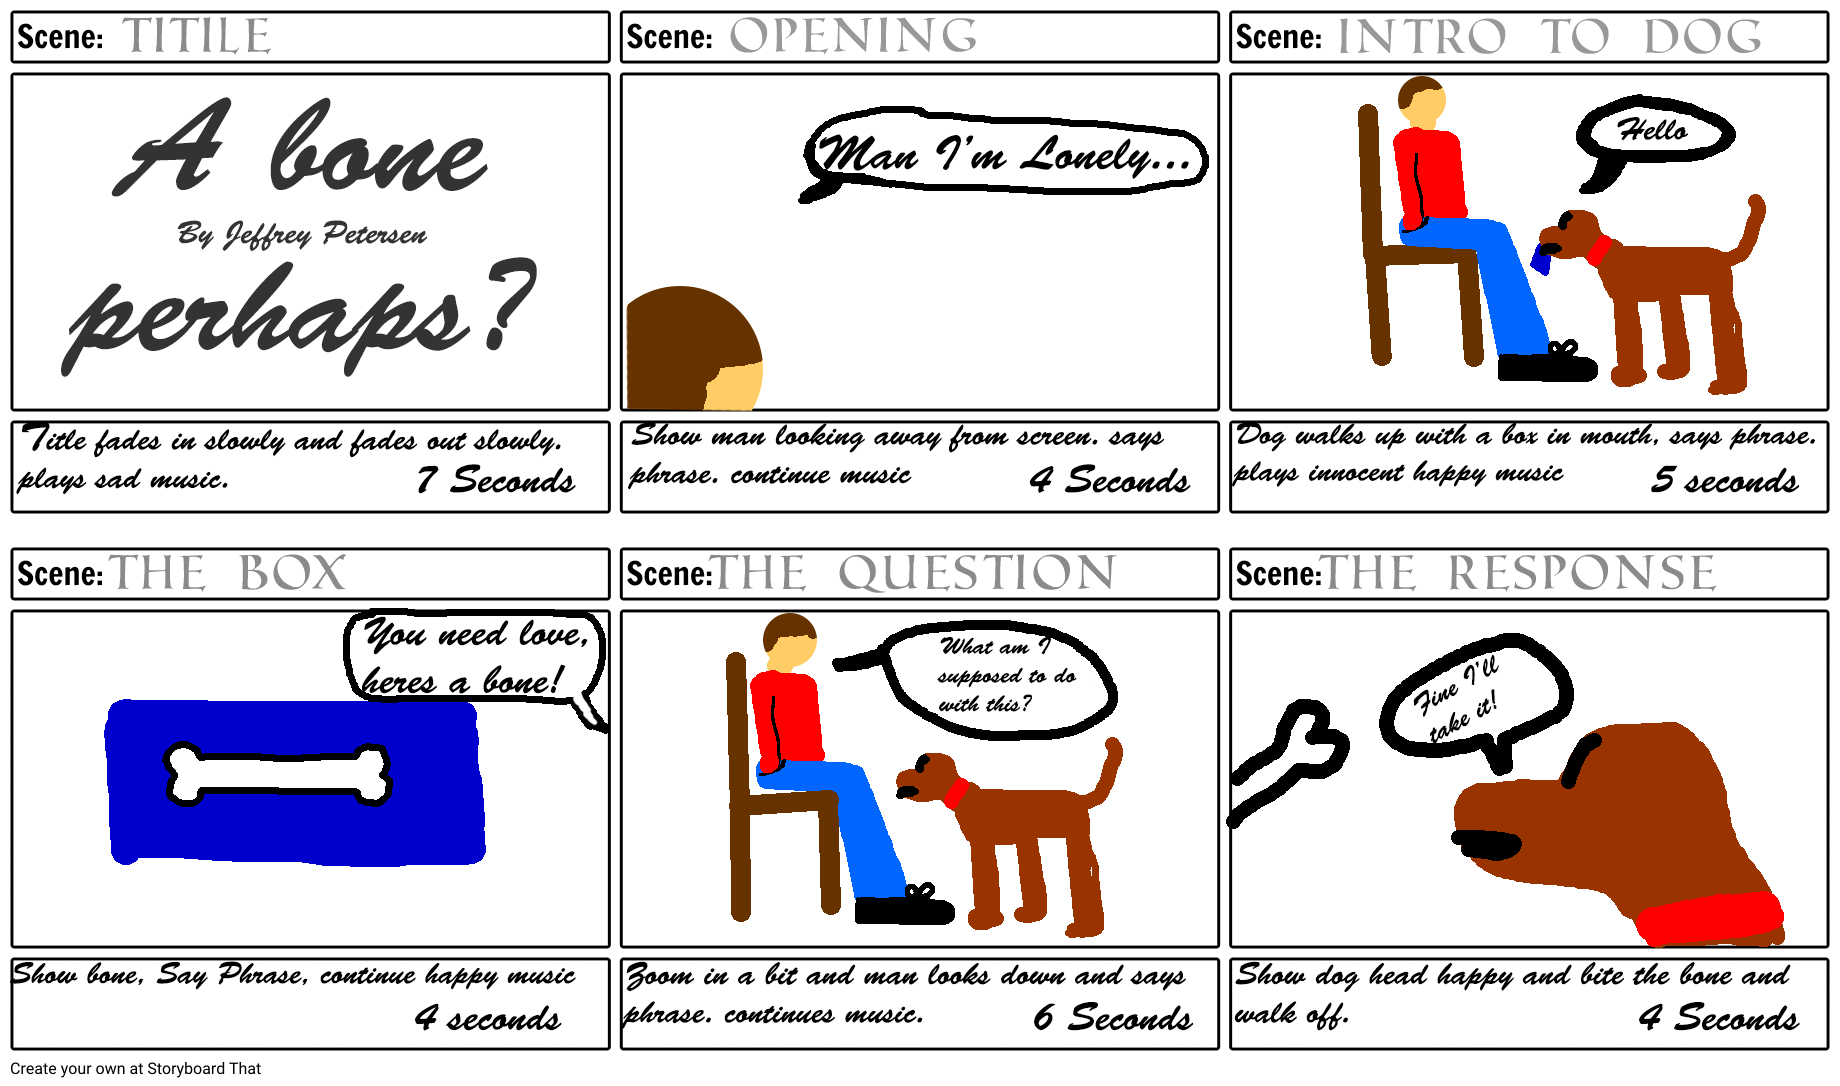 Scene: TITILE
A bone
By Jeffrey Petersen
perhaps?
Title fades in slowly and fades out slowly.
plays sad music.
7 Seconds
Scene: OPENING
Man I'm Lonely...
Show man looking away from screen. says
phrase. continue music
4 Seconds
Scene: INTRO TO DOG
Hello
Dog walks up with a box in mouth, says phrase.
plays innocent happy music
5 seconds
Scene: THE BOX
You need love,
heres a bone!
Show bone, Say Phrase, continue happy music
4 seconds
Scene: THE QUESTION
What am I
supposed to do
with this?
Zoom in a bit and man looks down and says
phrase. continues music.
6 Seconds
Scene: THE RESPONSE
Fine I'll
take it!
Show dog head happy and bite the bone and
walk off.
4 Seconds
Create your own at Storyboard That